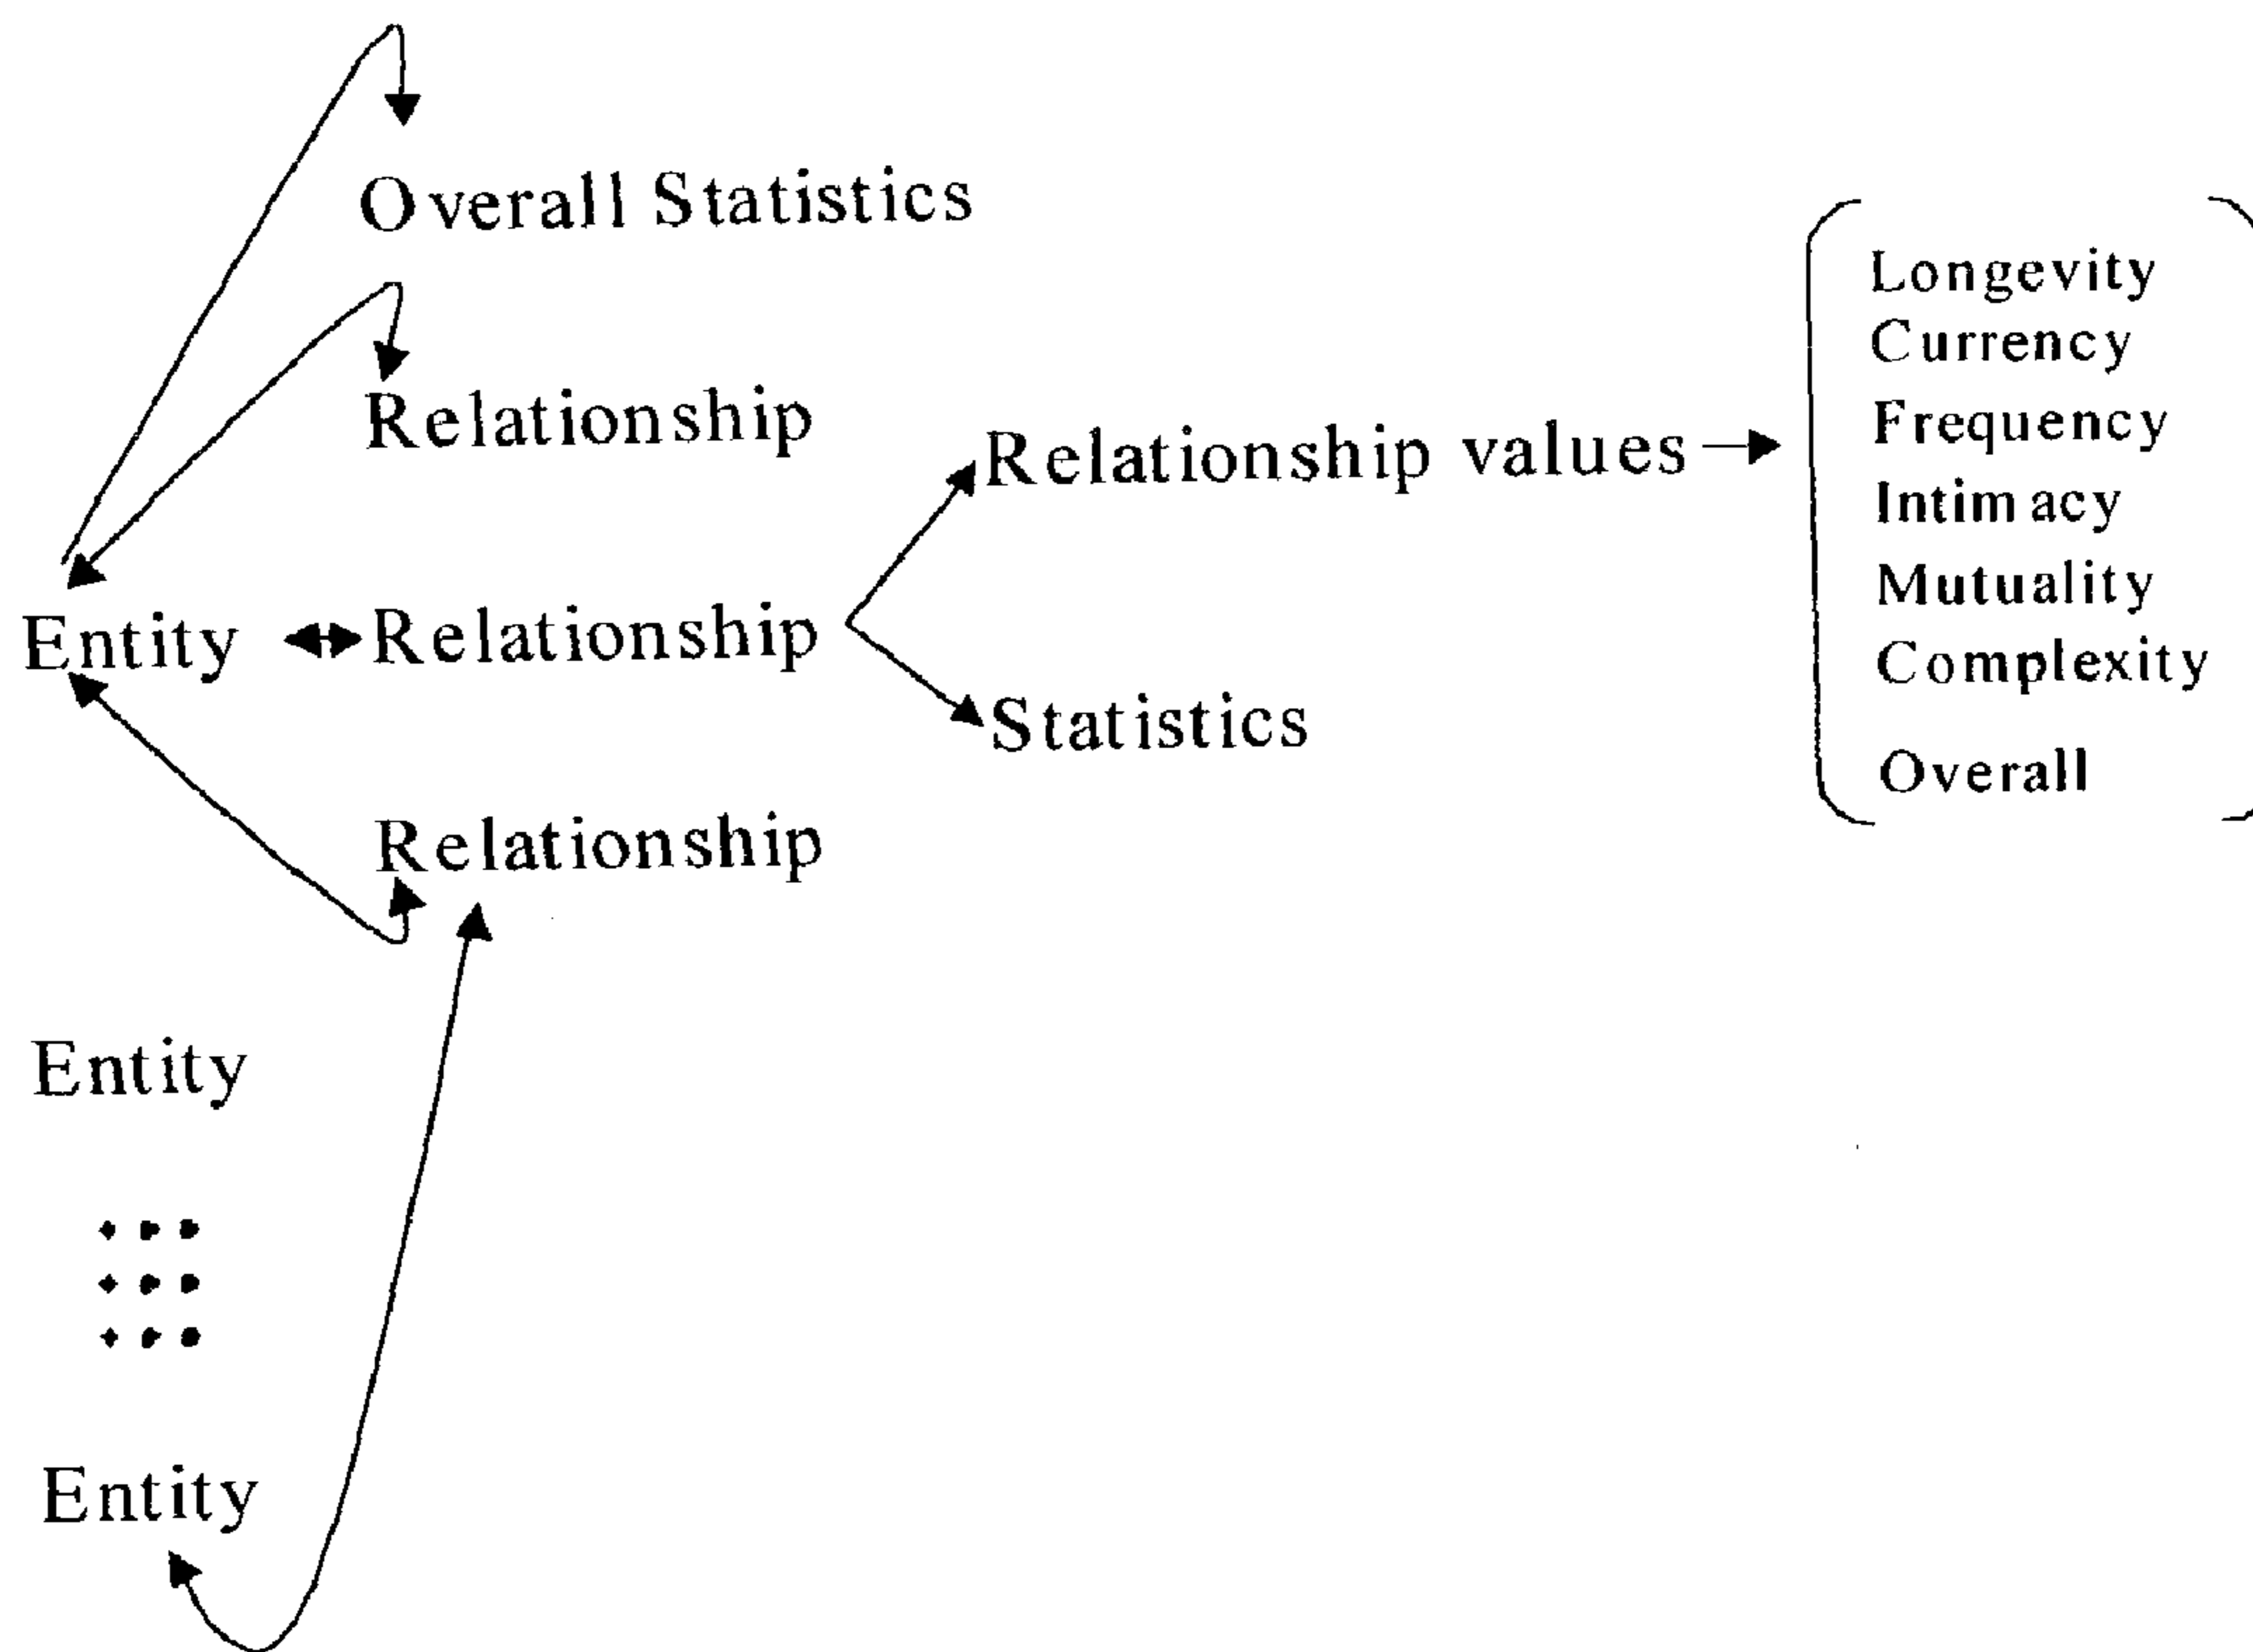 Overall Statistics
Relationship
Relationship values
Longevity
Currency
Frequency
Intimacy
Mutuality
Complexity
Overall
Entity
Relationship
Statistics
Relationship
Entity
Entity